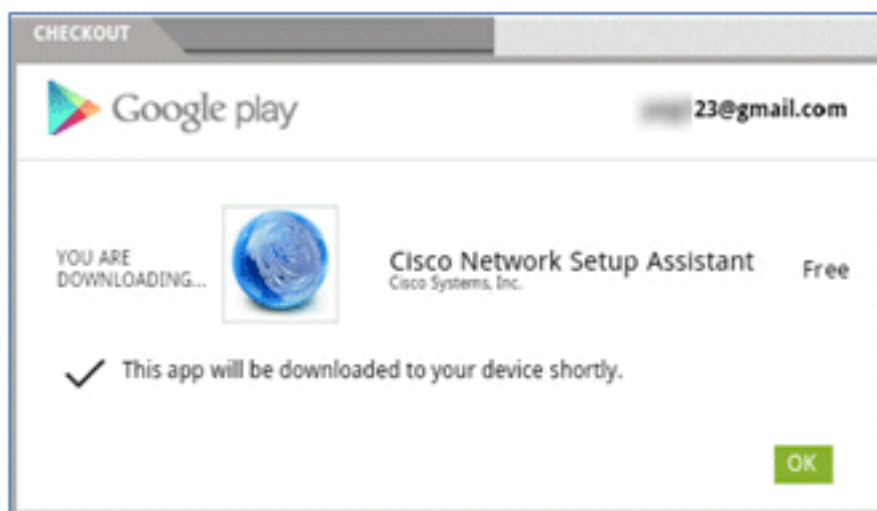 CHECKOUT
Google play
23@gmail.com
YOU ARE
DOWNLOADING...
Cisco Network Setup Assistant
Cisco Systems, Inc.
Free
This app will be downloaded to your device shortly.
OK